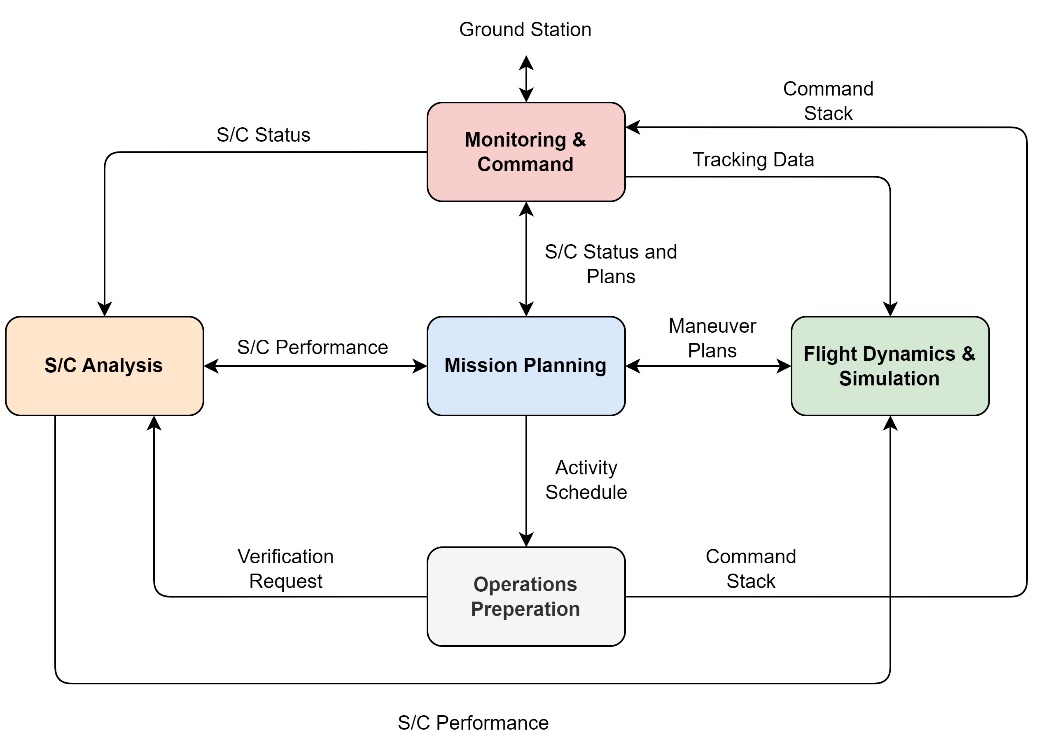 Ground Station
Command
Stack
S/C Status
Monitoring &
Command
Tracking Data
S/C Status and
Plans
S/C Analysis
S/C Performance
Mission Planning
Maneuver
Plans
Flight Dynamics &
Simulation
Activity
Schedule
Verification
Request
Operations
Preperation
Command
Stack
S/C Performance